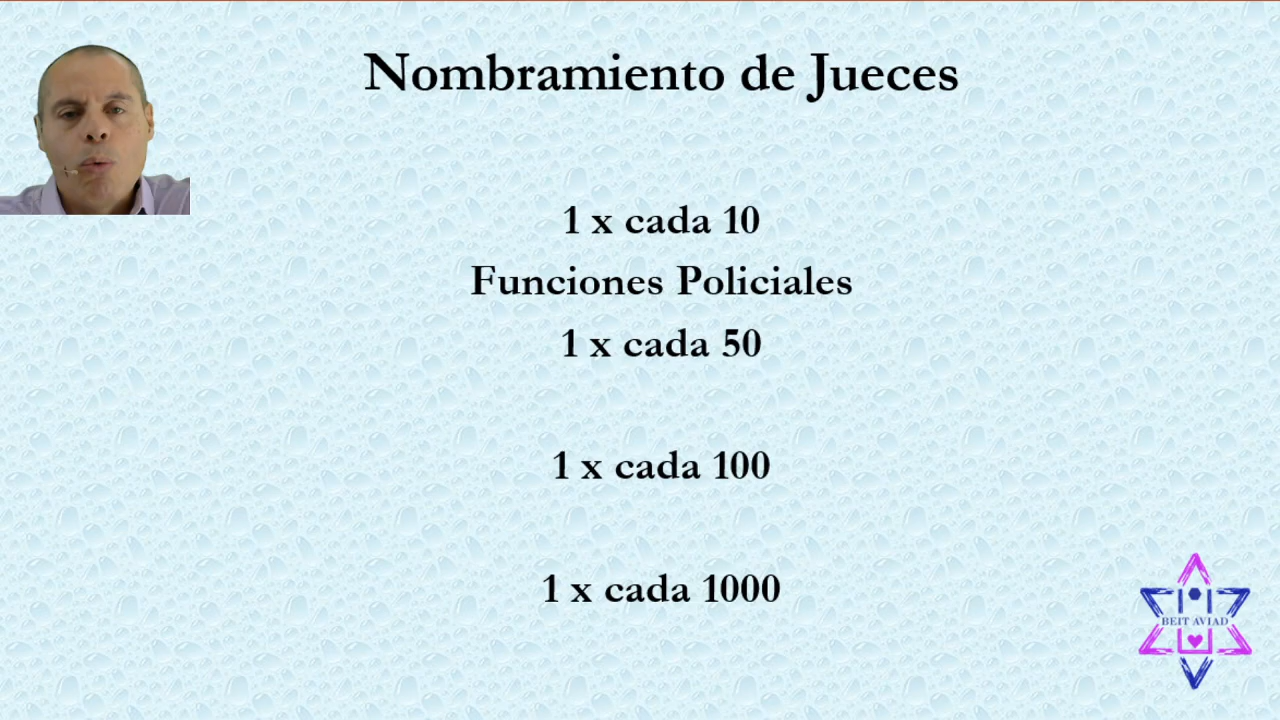 Nombramiento de Jueces
1 x cada 10
Funciones Policiales
1 x cada 50
1 x cada 100
1 x cada 1000
BEIT AVIAD